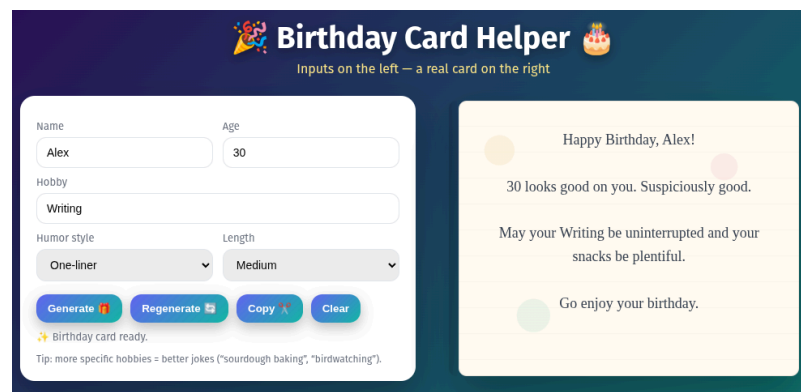 🎉 Birthday Card Helper 🎂
Inputs on the left — a real card on the right
Name
Age
Alex
30
Hobby
Writing
Humor style
Length
One-liner
Medium
Generate 🎁
Regenerate 🔄
Copy ✂️
Clear
✨ Birthday card ready.
Tip: more specific hobbies = better jokes ("sourdough baking", "birdwatching").
Happy Birthday, Alex!
30 looks good on you. Suspiciously good.
May your Writing be uninterrupted and your
snacks be plentiful.
Go enjoy your birthday.